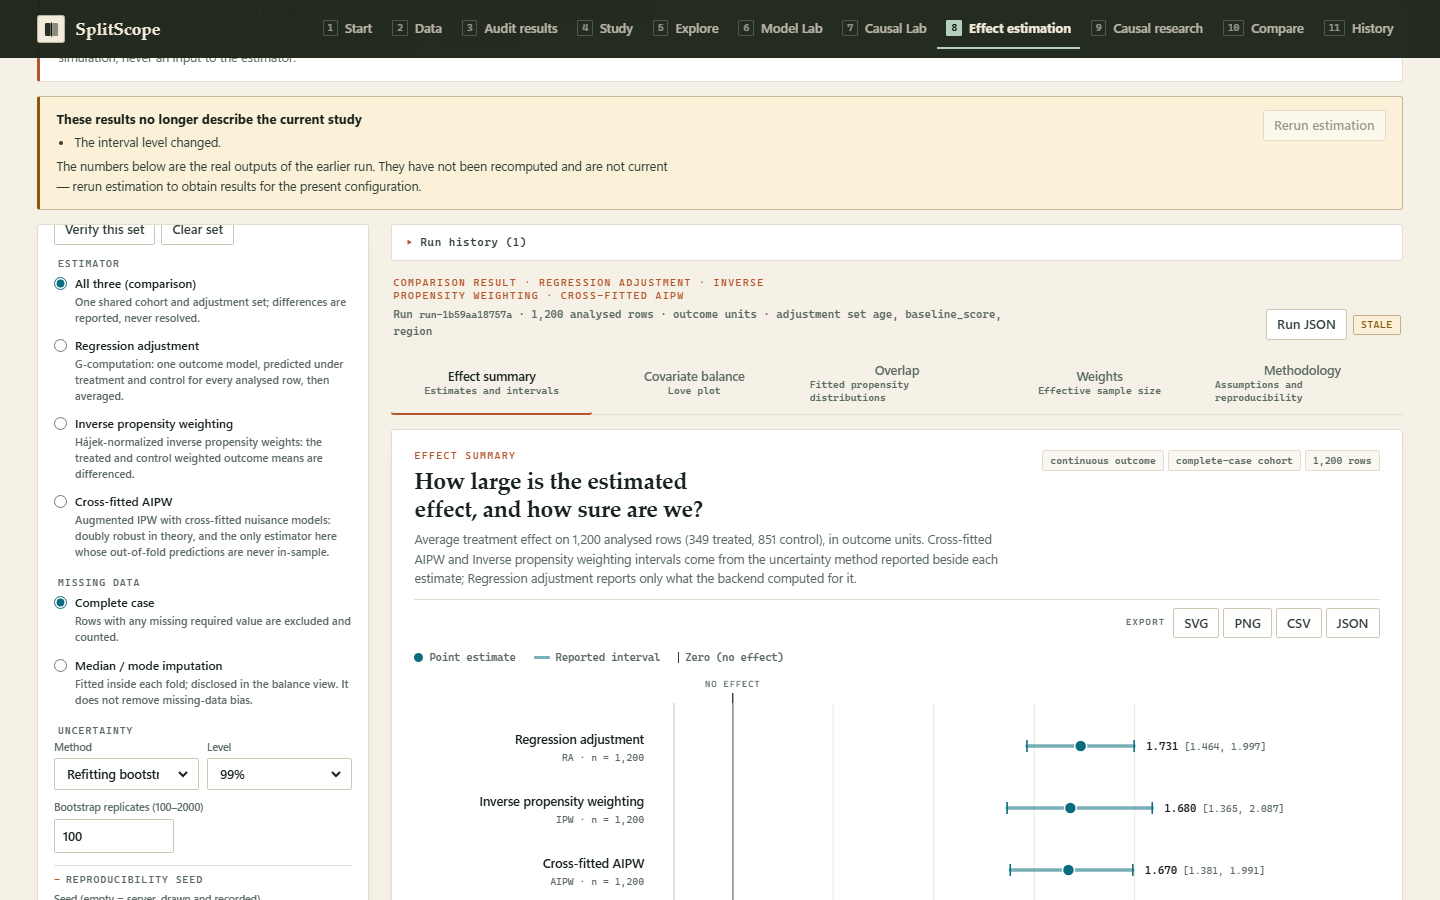 SplitScope
1 Start
2 Data
3 Audit results
4 Study
5 Explore
6 Model Lab
7 Causal Lab
8 Effect estimation
9 Causal research
10 Compare
11 History
simulation, never an input to the estimator.
These results no longer describe the current study
• The interval level changed.
The numbers below are the real outputs of the earlier run. They have not been recomputed and are not current
— rerun estimation to obtain results for the present configuration.
Rerun estimation
Verify this set
Clear set
ESTIMATOR
All three (comparison)
One shared cohort and adjustment set; differences are
reported, never resolved.
Regression adjustment
G-computation: one outcome model, predicted under
treatment and control for every analysed row, then
averaged.
Inverse propensity weighting
Hájek-normalized inverse propensity weights: the
treated and control weighted outcome means are
differenced.
Cross-fitted AIPW
Augmented IPW with cross-fitted nuisance models:
doubly robust in theory, and the only estimator here
whose out-of-fold predictions are never in-sample.
MISSING DATA
Complete case
Rows with any missing required value are excluded and
counted.
Median / mode imputation
Fitted inside each fold; disclosed in the balance view. It
does not remove missing-data bias.
UNCERTAINTY
Method
Level
Refitting bootstr
99%
Bootstrap replicates (100–2000)
100
– REPRODUCIBILITY SEED
Seed (empty = server, drawn and recorded)
▸ Run history (1)
COMPARISON RESULT · REGRESSION ADJUSTMENT · INVERSE
PROPENSITY WEIGHTING · CROSS-FITTED AIPW
Run run-1b59aa18757a · 1,200 analysed rows · outcome units · adjustment set age, baseline_score,
region
Run JSON
STALE
Effect summary
Estimates and intervals
Covariate balance
Love plot
Overlap
Fitted propensity
distributions
Weights
Effective sample size
Methodology
Assumptions and
reproducibility
EFFECT SUMMARY
How large is the estimated
effect, and how sure are we?
continuous outcome
complete-case cohort
1,200 rows
Average treatment effect on 1,200 analysed rows (349 treated, 851 control), in outcome units. Cross-fitted
AIPW and Inverse propensity weighting intervals come from the uncertainty method reported beside each
estimate; Regression adjustment reports only what the backend computed for it.
EXPORT
SVG
PNG
CSV
JSON
Point estimate
Reported interval
Zero (no effect)
NO EFFECT
Regression adjustment
RA · n = 1,200
1.731 [1.464, 1.997]
Inverse propensity weighting
IPW · n = 1,200
1.680 [1.365, 2.087]
Cross-fitted AIPW
AIPW · n = 1,200
1.670 [1.381, 1.991]